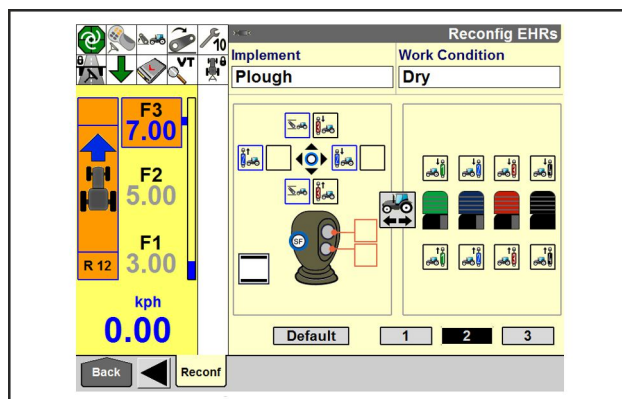 10
Reconfig EHRs
VT
Implement
Work Condition
Plough
Dry
F3
7.00
F2
5.00
F1
R 12
3.00
SF
kph
0.00
Default
1
2
3
Back
Reconf